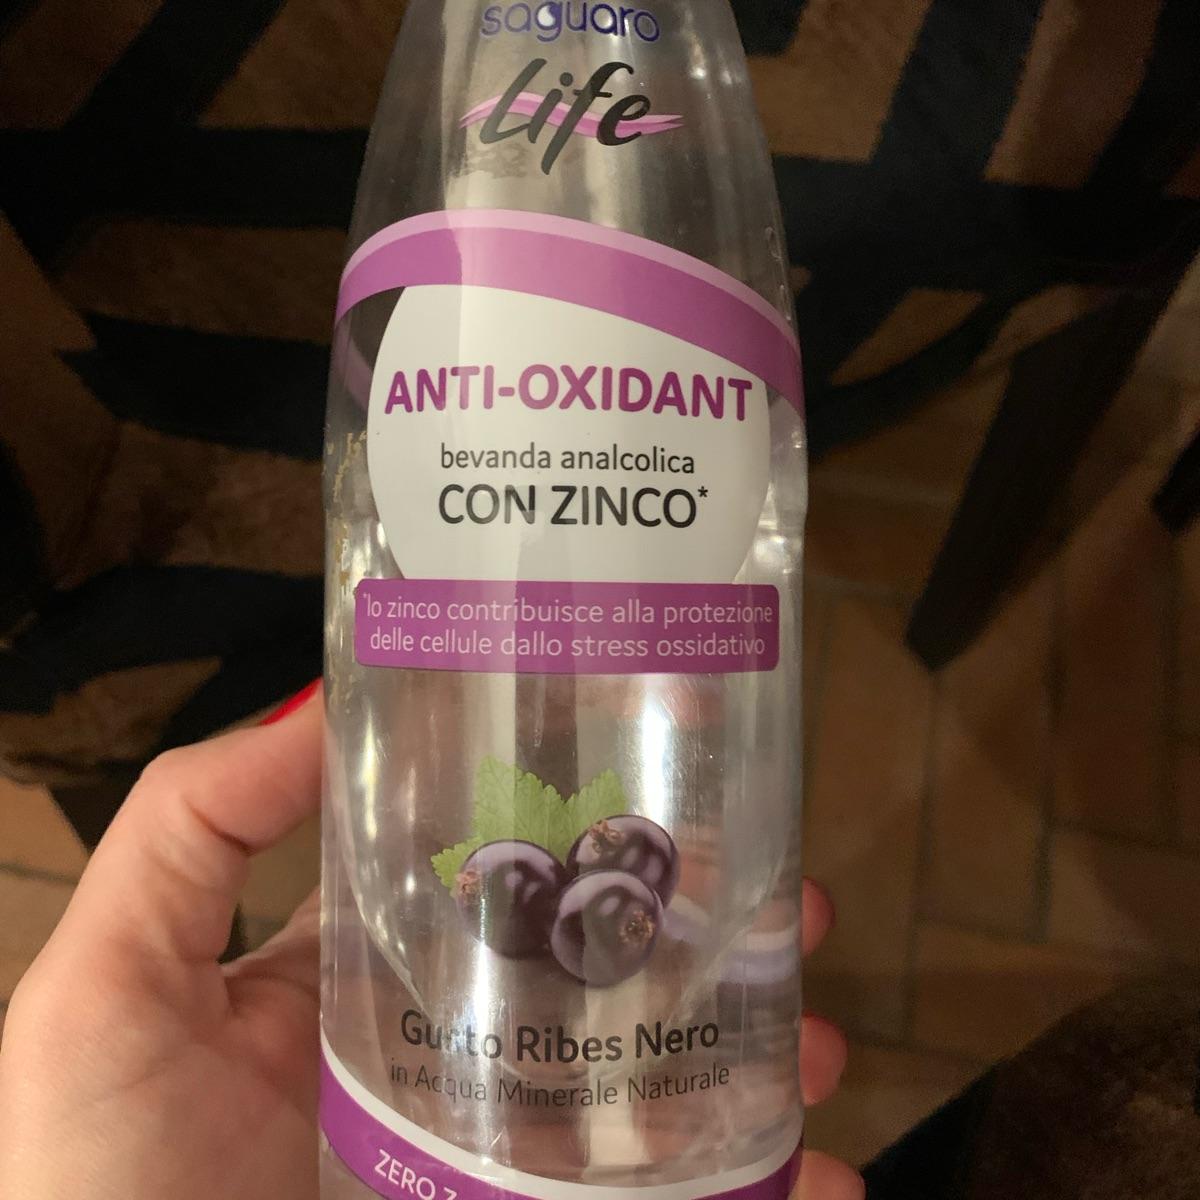 saguaro
Life
ANTI-OXIDANT
bevanda analcolica
CON ZINCO*
*lo zinco contribuisce alla protezione
delle cellule dallo stress ossidativo
Gusto Ribes Nero
in Acqua Minerale Naturale
ZERO